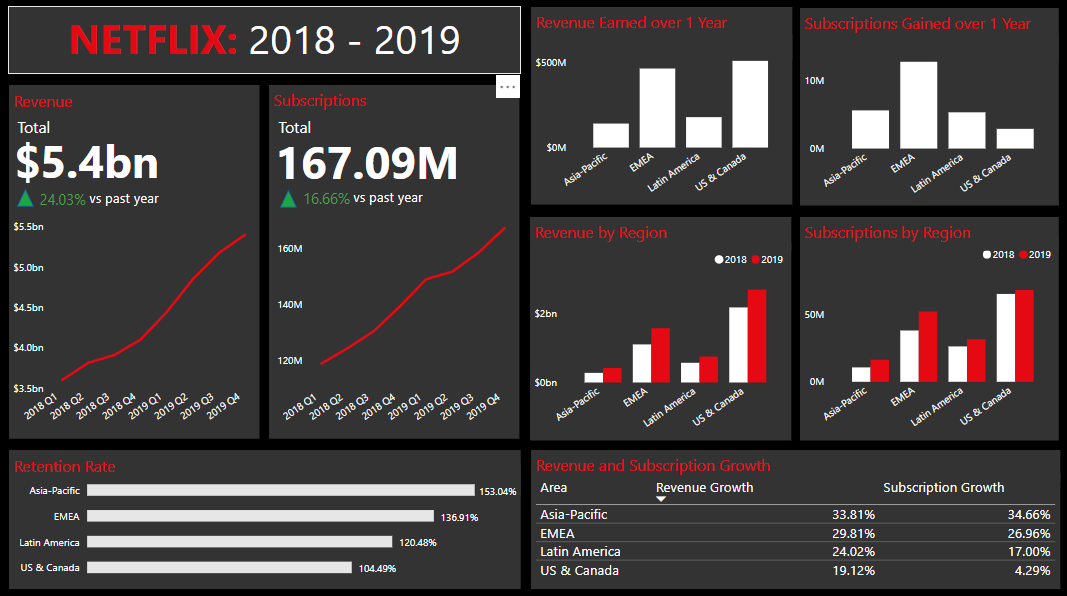 NETFLIX: 2018 - 2019
Revenue
Total
$5.4bn
24.03% vs past year
$5.5bn
$5.0bn
$4.5bn
$4.0bn
$3.5bn
2018 Q1
2018 Q2
2018 Q3
2018 Q4
2019 Q1
2019 Q2
2019 Q3
2019 Q4
Subscriptions
Total
167.09M
16.66% vs past year
160M
140M
120M
2018 Q1
2018 Q2
2018 Q3
2018 Q4
2019 Q1
2019 Q2
2019 Q3
2019 Q4
Revenue Earned over 1 Year
$500M
$0M
Asia-Pacific
EMEA
Latin America
US & Canada
Subscriptions Gained over 1 Year
10M
0M
Asia-Pacific
EMEA
Latin America
US & Canada
Revenue by Region
2018 2019
$2bn
$0bn
Asia-Pacific
EMEA
Latin America
US & Canada
Subscriptions by Region
2018 2019
50M
0M
Asia-Pacific
EMEA
Latin America
US & Canada
Retention Rate
Asia-Pacific 153.04%
EMEA 136.91%
Latin America 120.48%
US & Canada 104.49%
Revenue and Subscription Growth
Area Revenue Growth Subscription Growth
Asia-Pacific 33.81% 34.66%
EMEA 29.81% 26.96%
Latin America 24.02% 17.00%
US & Canada 19.12% 4.29%